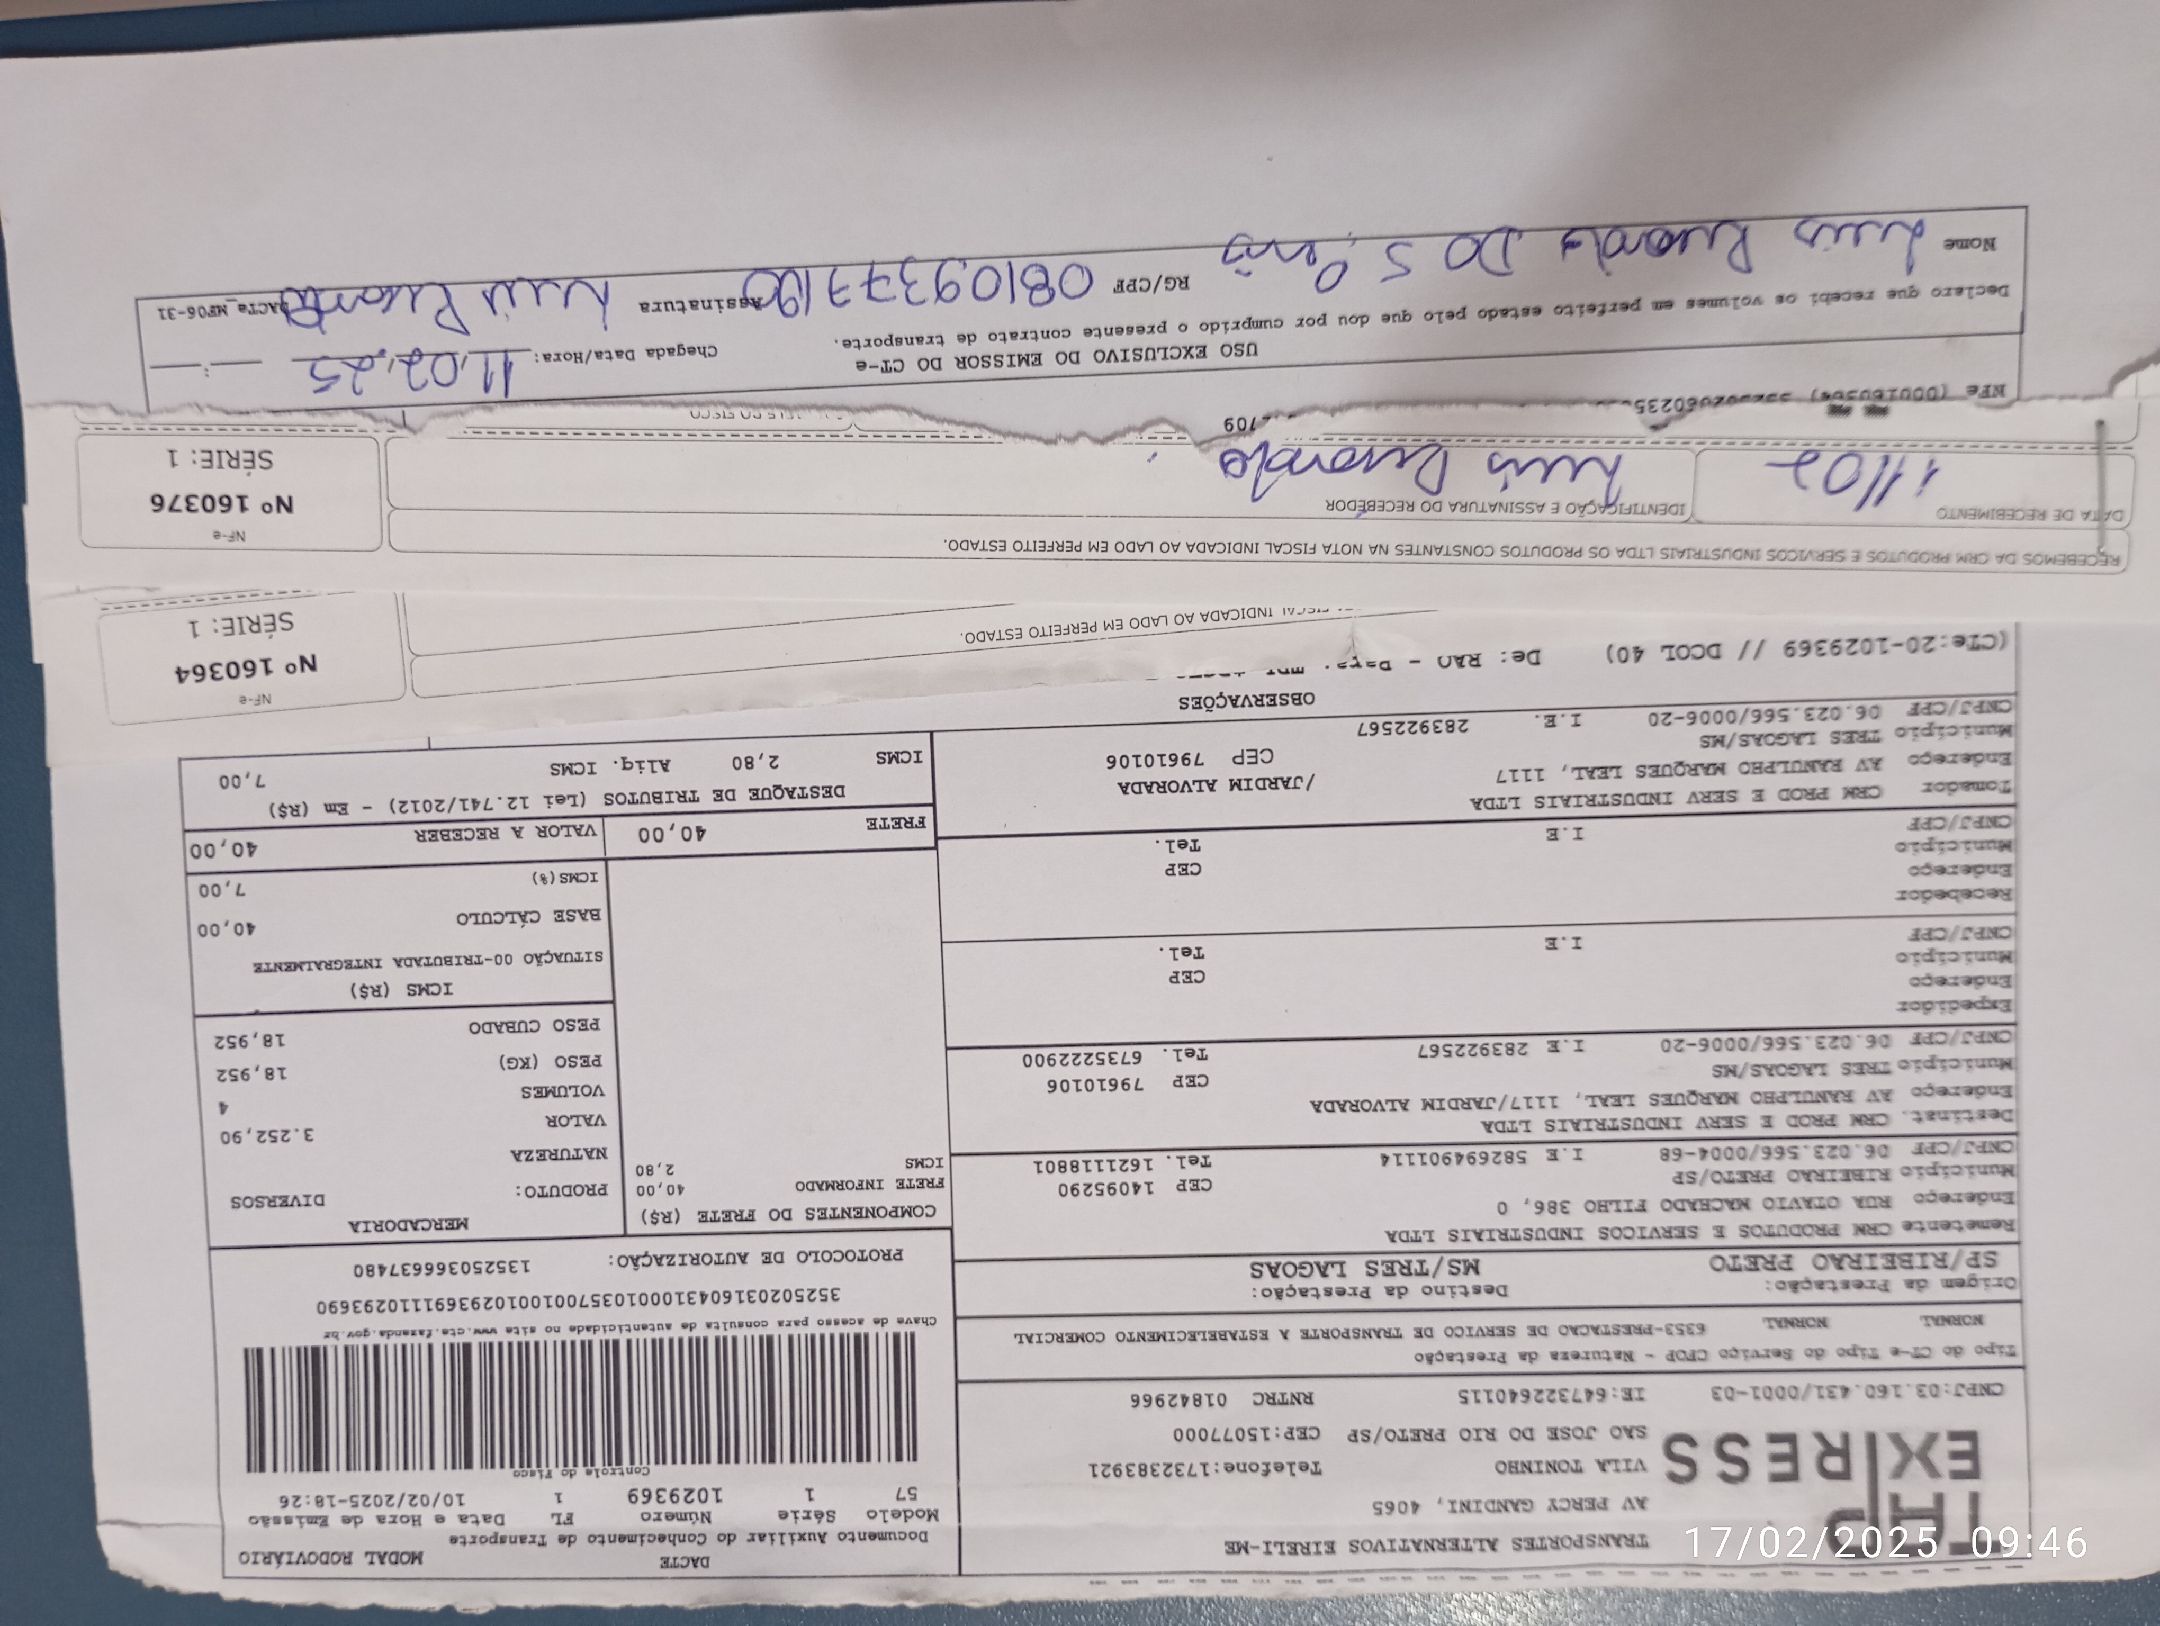 TRANSPORTES ALTERNATIVOS EIRELI-ME
AV PERCY GANDINI, 4065
VILA TONINHO Telefone:1732383921
SAO JOSE DO RIO PRETO/SP CEP:15077000
TAP EXPRESS
CNPJ:03.160.431/0001-03 IE:647322640115 RNTRC 01842966
DACTE MODAL RODOVIÁRIO
Documento Auxiliar do Conhecimento de Transporte
Modelo Série Número FL Data e Hora de Emissão
57 1 1029369 1 10/02/2025-18:26
Controle do Fisco
Chave de acesso para consulta de autenticidade no site www.cte.fazenda.gov.br
35250203160431000103570010010293691110293690
PROTOCOLO DE AUTORIZAÇÃO: 135250366637480
Tipo do CT-e Tipo do Serviço CFOP - Natureza da Prestação
NORMAL NORMAL 6353-PRESTACAO DE SERVICO DE TRANSPORTE A ESTABELECIMENTO COMERCIAL
Origem da Prestação: Destino da Prestação:
SP/RIBEIRAO PRETO MS/TRES LAGOAS
Remetente CRM PRODUTOS E SERVICOS INDUSTRIAIS LTDA
Endereço RUA OTAVIO MACHADO FILHO 386, 0
Município RIBEIRAO PRETO/SP CEP 14095290
CNPJ/CPF 06.023.566/0004-68 I.E 582694901114 Tel. 1621118801
Destinat. CRM PROD E SERV INDUSTRIAIS LTDA
Endereço AV RANULPHO MARQUES LEAL, 1117/JARDIM ALVORADA
Município TRES LAGOAS/MS CEP 79610106
CNPJ/CPF 06.023.566/0006-20 I.E 283922567 Tel. 6735222900
Expedidor
Endereço
Município CEP
CNPJ/CPF I.E Tel.
Recebedor
Endereço
Município CEP
CNPJ/CPF I.E Tel.
Tomador CRM PROD E SERV INDUSTRIAIS LTDA
Endereço AV RANULPHO MARQUES LEAL, 1117 /JARDIM ALVORADA
Município TRES LAGOAS/MS CEP 79610106
CNPJ/CPF 06.023.566/0006-20 I.E. 283922567
COMPONENTES DO FRETE (R$)
FRETE INFORMADO 40,00
ICMS 2,80
MERCADORIA
PRODUTO: DIVERSOS
NATUREZA
VALOR 3.252,90
VOLUMES 4
PESO (KG) 18,952
PESO CUBADO 18,952
ICMS (R$)
SITUAÇÃO 00-TRIBUTADA INTEGRALMENTE
BASE CÁLCULO 40,00
ICMS(%) 7,00
FRETE 40,00 VALOR A RECEBER 40,00
DESTAQUE DE TRIBUTOS (Lei 12.741/2012) - Em (R$)
ICMS 2,80 Aliq. ICMS 7,00
OBSERVAÇÕES
(CTe:20-1029369 // DCOL 40) De: RAO - Para:
INDICADA AO LADO EM PERFEITO ESTADO.
NF-e
Nº 160364
SÉRIE: 1
RECEBEMOS DA CRM PRODUTOS E SERVICOS INDUSTRIAIS LTDA OS PRODUTOS CONSTANTES NA NOTA FISCAL INDICADA AO LADO EM PERFEITO ESTADO.
DATA DE RECEBIMENTO IDENTIFICAÇÃO E ASSINATURA DO RECEBEDOR
11/02 Luis Ricardo
NF-e
Nº 160376
SÉRIE: 1
709
NFe
USO EXCLUSIVO DO EMISSOR DO CT-e
Chegada Data/Hora: 11,02,25 __:__
Declaro que recebi os volumes em perfeito estado pelo que dou por cumprido o presente contrato de transporte.
Nome Luis Ricardo DO S. RG/CPF Assinatura Luis Ricardo DACTe_MF06-31
17/02/2025 09:46